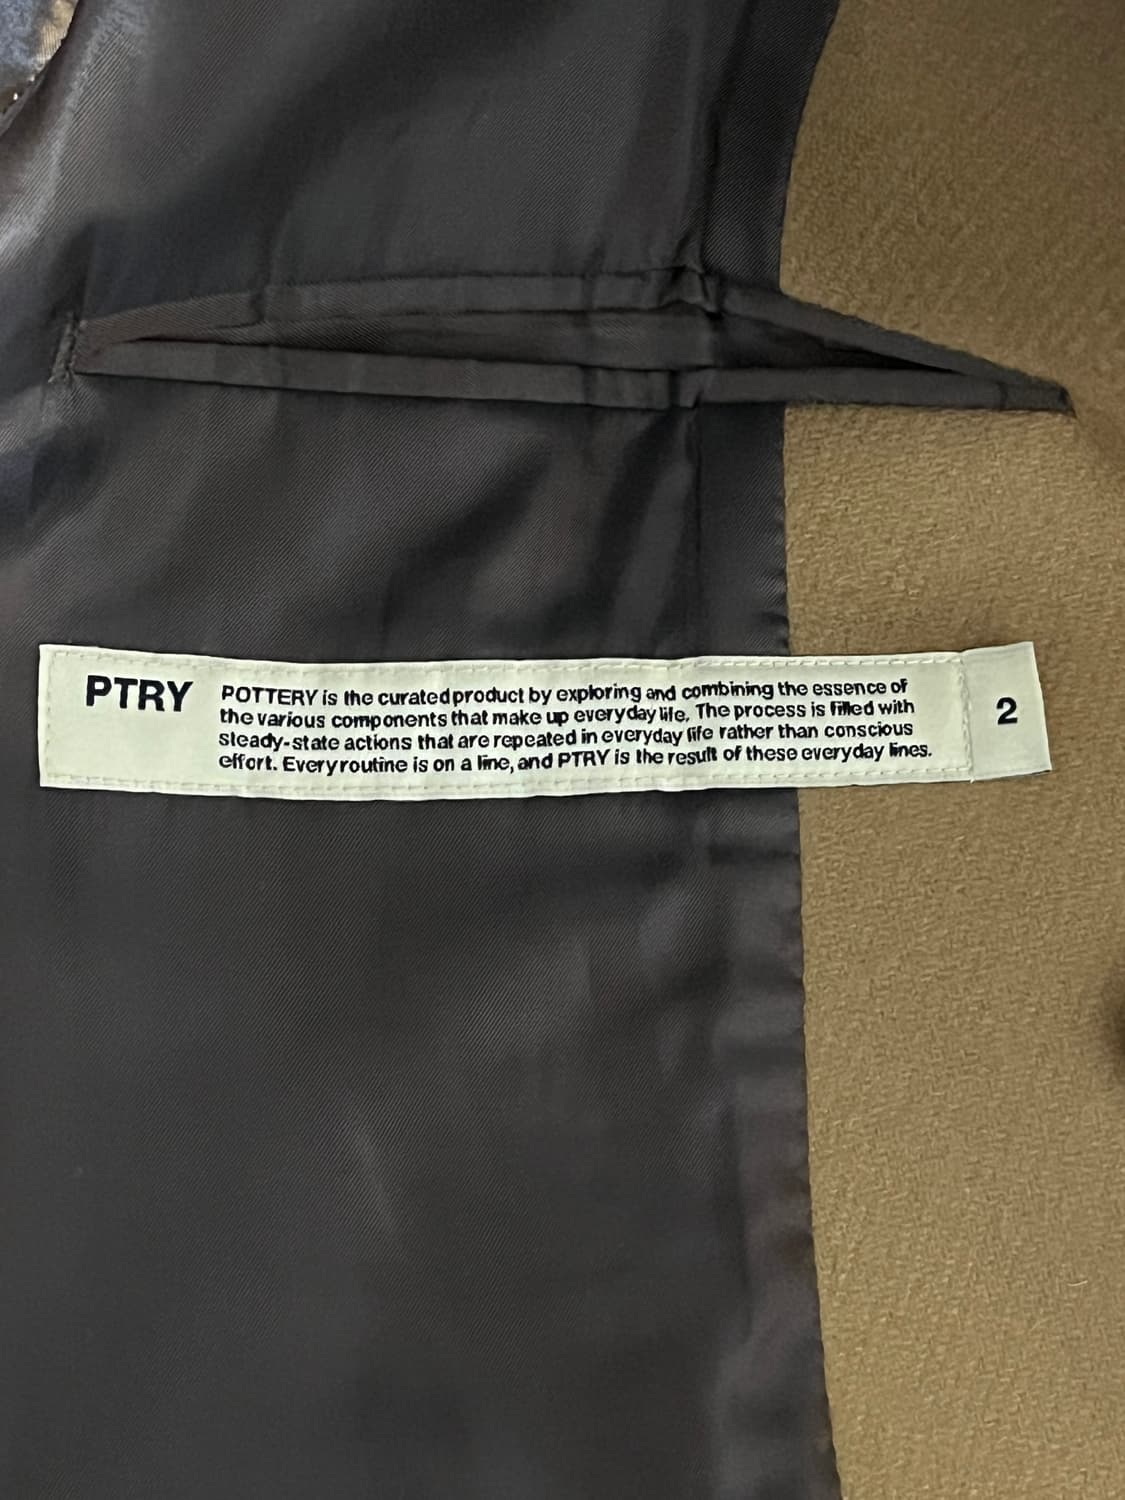 PTRY
POTTERY is the curated product by exploring and combining the essence of
the various components that make up everyday life. The process is filled with
steady-state actions that are repeated in everyday life rather than conscious
effort. Every routine is on a line, and PTRY is the result of these everyday lines.
2